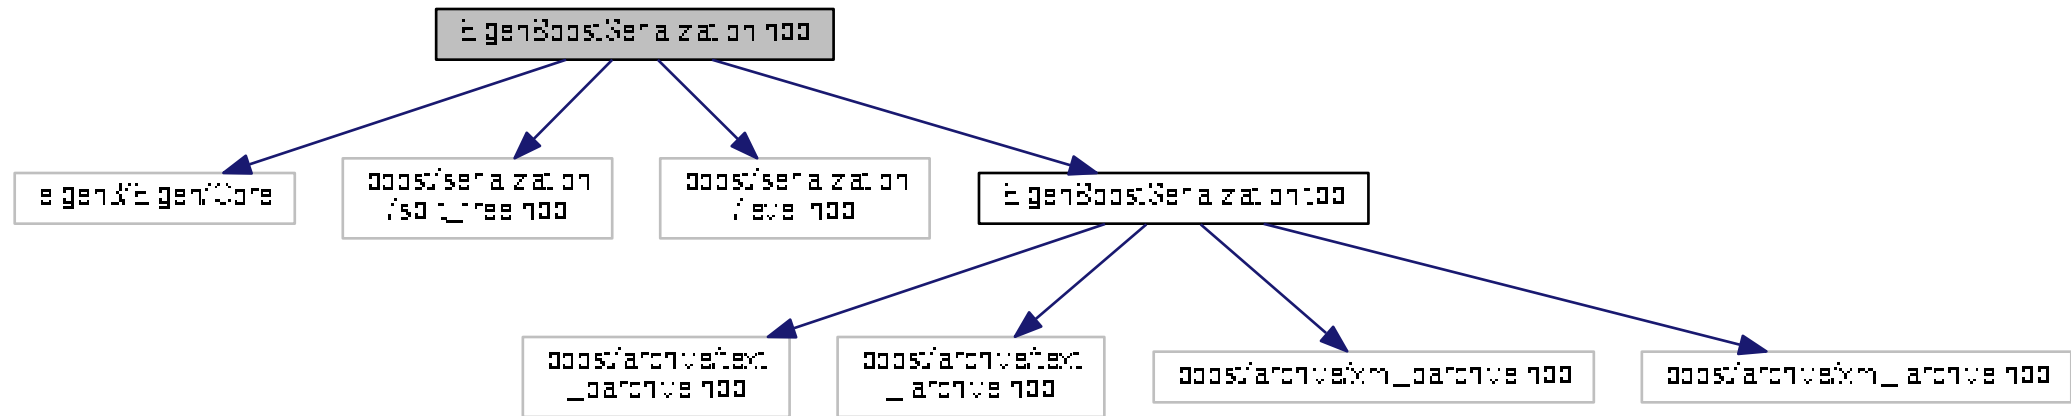 EigenBoostSerialization.hpp
eigen3/Eigen/Core
boost/serialization
/split_free.hpp
boost/serialization
/level.hpp
EigenBoostSerialization.tpp
boost/archive/text
_oarchive.hpp
boost/archive/text
_iarchive.hpp
boost/archive/xml_oarchive.hpp
boost/archive/xml_iarchive.hpp